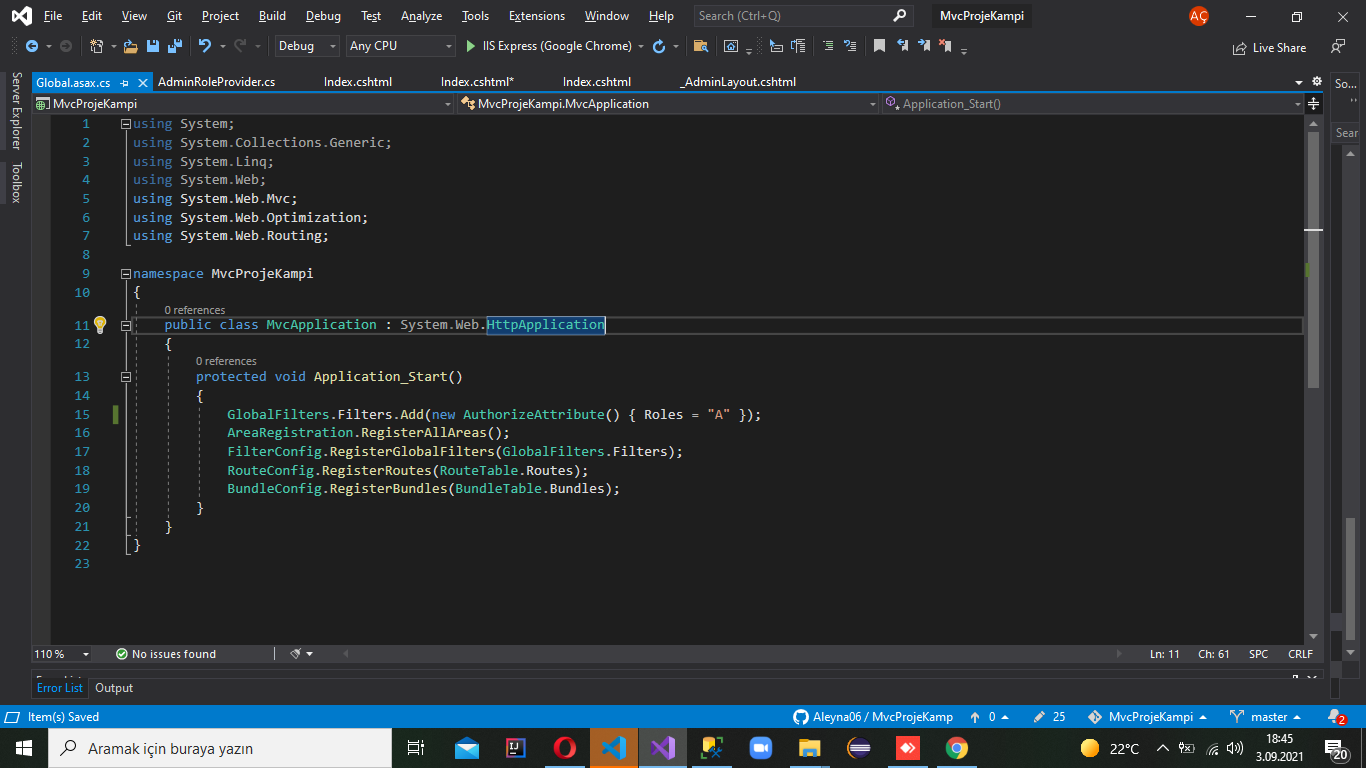 File Edit View Git Project Build Debug Test Analyze Tools Extensions Window Help Search (Ctrl+Q) MvcProjeKampi AÇ
Debug Any CPU IIS Express (Google Chrome) Live Share
Global.asax.cs AdminRoleProvider.cs Index.cshtml Index.cshtml* Index.cshtml _AdminLayout.cshtml So...
MvcProjeKampi MvcProjeKampi.MvcApplication Application_Start()
Server Explorer
Toolbox
Sear
1 using System;
2 using System.Collections.Generic;
3 using System.Linq;
4 using System.Web;
5 using System.Web.Mvc;
6 using System.Web.Optimization;
7 using System.Web.Routing;
8
9 namespace MvcProjeKampi
10 {
0 references
11 public class MvcApplication : System.Web.HttpApplication
12 {
0 references
13 protected void Application_Start()
14 {
15 GlobalFilters.Filters.Add(new AuthorizeAttribute() { Roles = "A" });
16 AreaRegistration.RegisterAllAreas();
17 FilterConfig.RegisterGlobalFilters(GlobalFilters.Filters);
18 RouteConfig.RegisterRoutes(RouteTable.Routes);
19 BundleConfig.RegisterBundles(BundleTable.Bundles);
20 }
21 }
22 }
23
110 % No issues found Ln: 11 Ch: 61 SPC CRLF
Error List Output
Item(s) Saved Aleyna06 / MvcProjeKamp 0 25 MvcProjeKampi master 2
Aramak için buraya yazın 22°C 18:45
3.09.2021 20